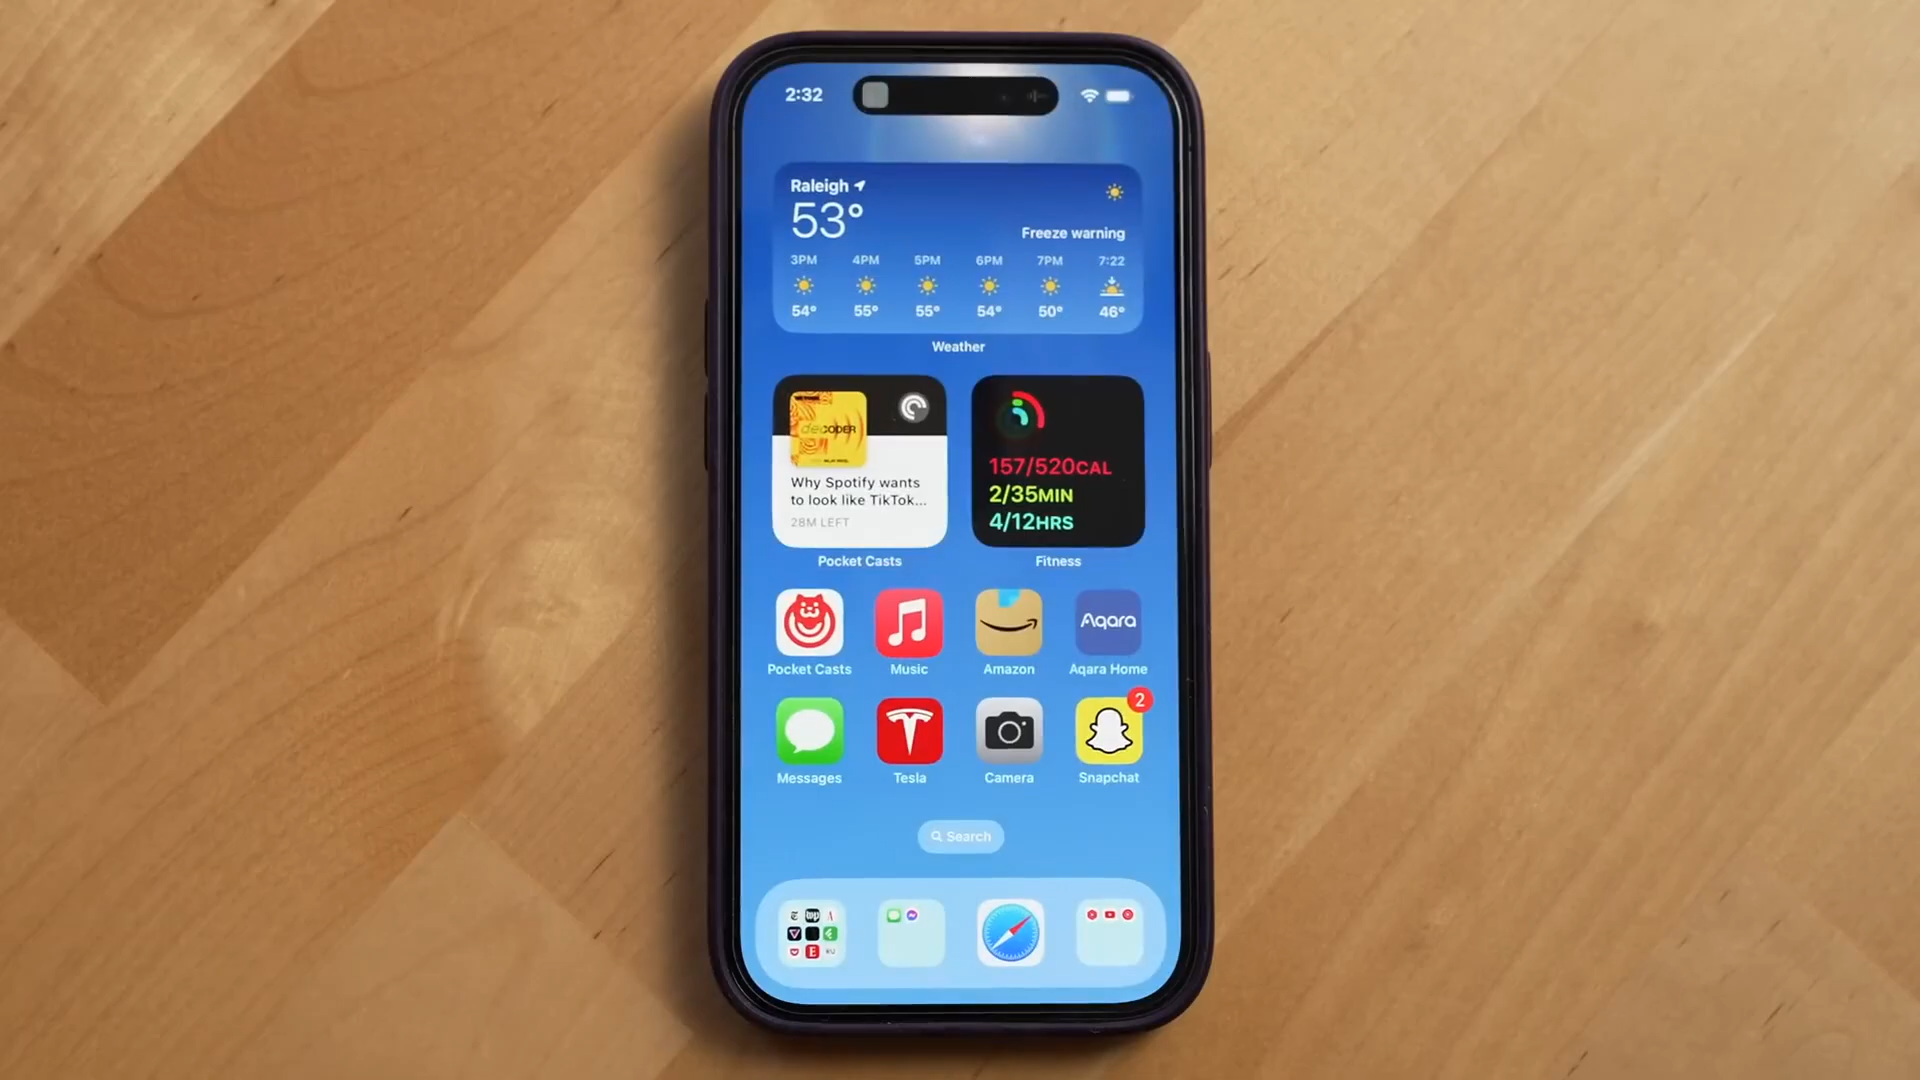 2:32
Raleigh
53°
Freeze warning
3PM 4PM 5PM 6PM 7PM 7:22
54° 55° 55° 54° 50° 46°
Weather
decoder
Why Spotify wants
to look like TikTok...
28M LEFT
Pocket Casts
157/520CAL
2/35MIN
4/12HRS
Fitness
Aqara
Pocket Casts Music Amazon Aqara Home
2
Messages Tesla Camera Snapchat
Search